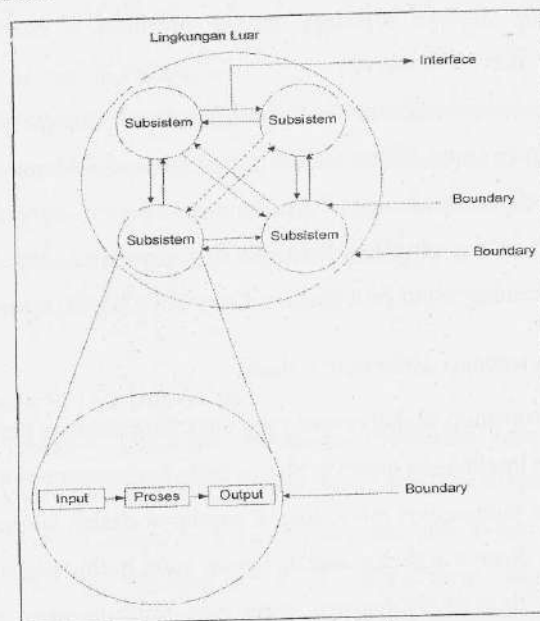 Lingkungan Luar
Interface
Subsistem
Subsistem
Boundary
Subsistem
Subsistem
Boundary
Input
Proses
Output
Boundary